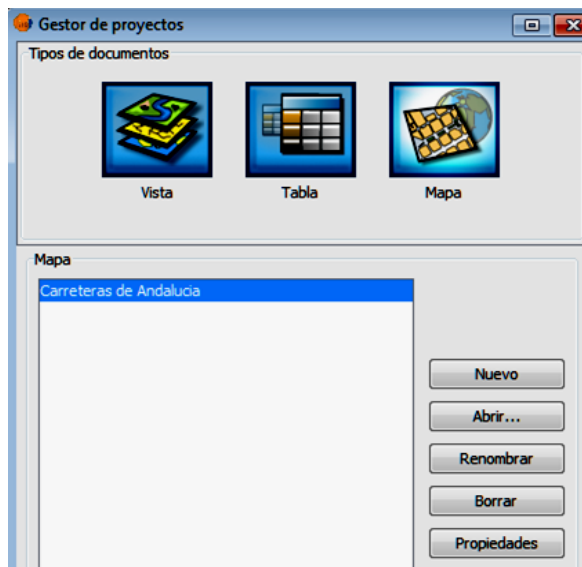 Gestor de proyectos
Tipos de documentos
Vista
Tabla
Mapa
Mapa
Carreteras de Andalucia
Nuevo
Abrir...
Renombrar
Borrar
Propiedades